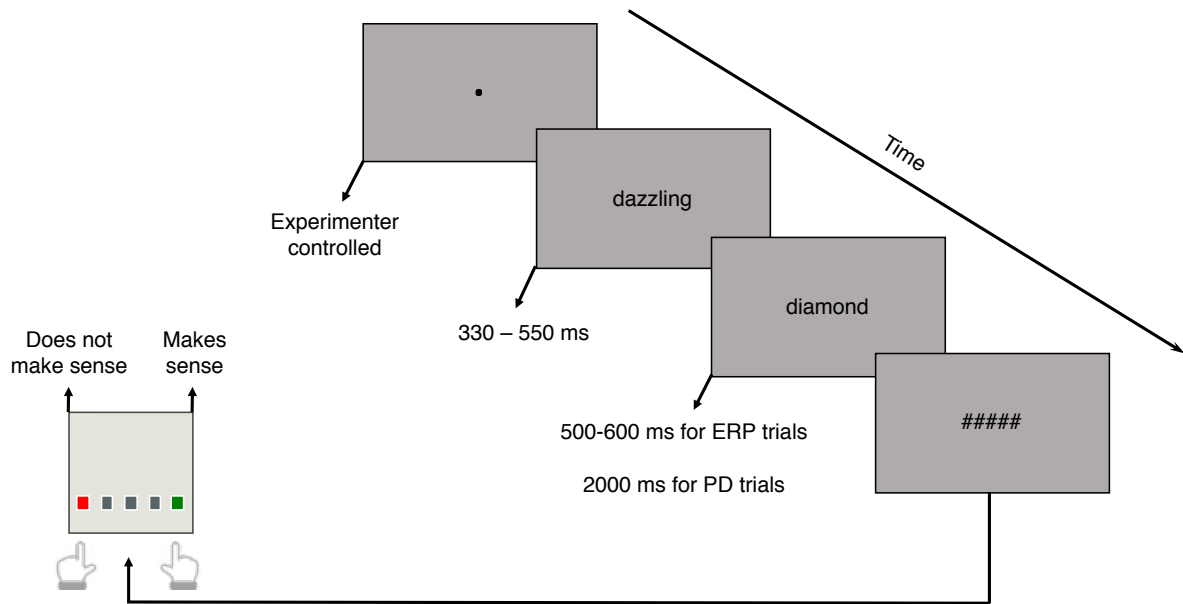 Time
dazzling
Experimenter
controlled
diamond
330 – 550 ms
Does not
make sense
Makes
sense
#####
500-600 ms for ERP trials
2000 ms for PD trials